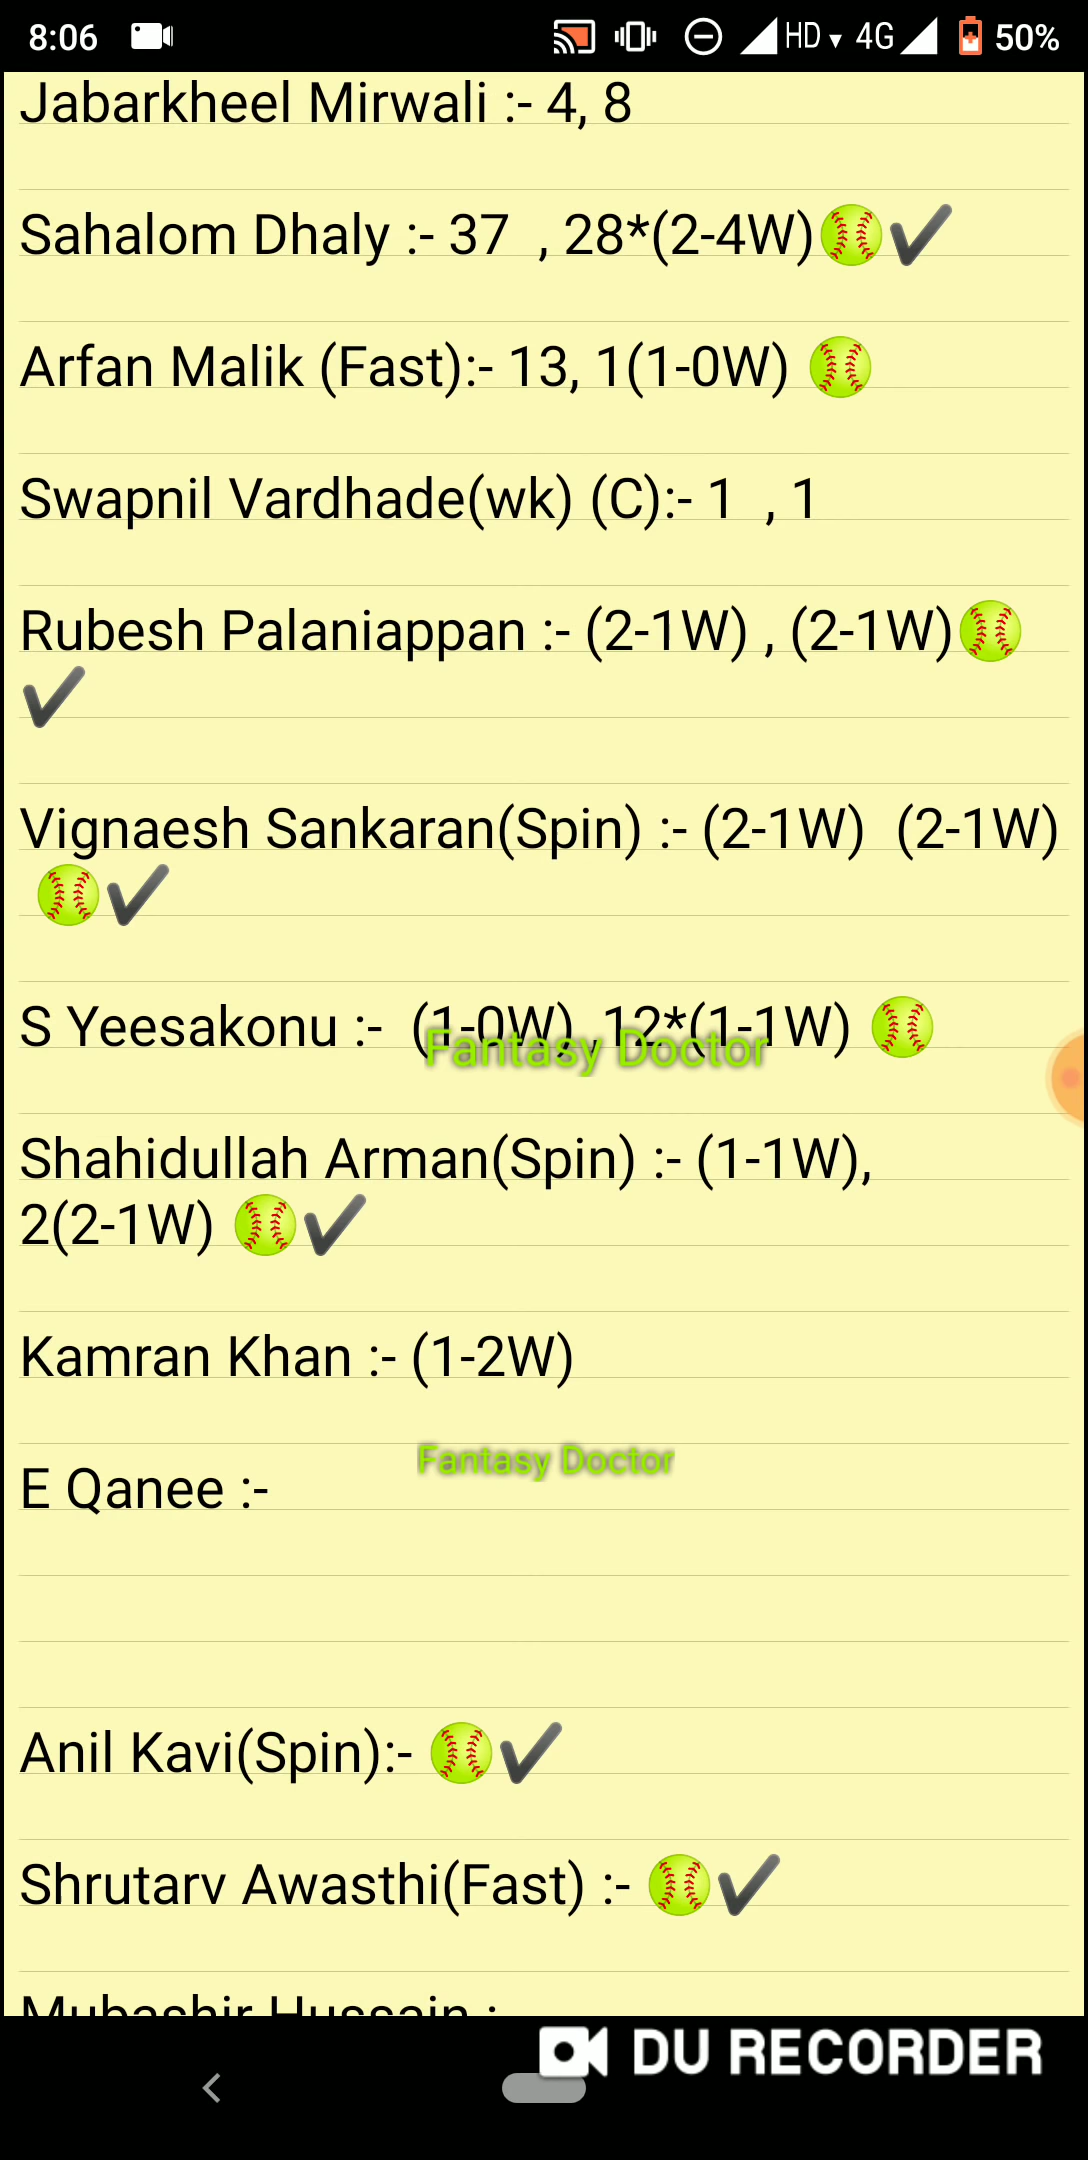 8:06 HD 4G 50%
Jabarkheel Mirwali :- 4, 8
Sahalom Dhaly :- 37 , 28*(2-4W)🥎✔
Arfan Malik (Fast):- 13, 1(1-0W) 🥎
Swapnil Vardhade(wk) (C):- 1 , 1
Rubesh Palaniappan :- (2-1W) , (2-1W)🥎
✔
Vignaesh Sankaran(Spin) :- (2-1W) (2-1W)
🥎✔
S Yeesakonu :- (1-0W) , 12*(1-1W) 🥎
Fantasy Doctor
Shahidullah Arman(Spin) :- (1-1W),
2(2-1W) 🥎✔
Kamran Khan :- (1-2W)
Fantasy Doctor
E Qanee :-
Anil Kavi(Spin):- 🥎✔
Shrutarv Awasthi(Fast) :- 🥎✔
Mubashir Hussain :
DU RECORDER